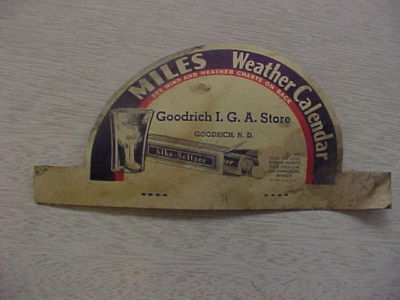 MILES Weather Calendar
SEE WIND AND WEATHER CHARTS ON BACK
Goodrich I. G. A. Store
GOODRICH, N. D.
Alka-Seltzer